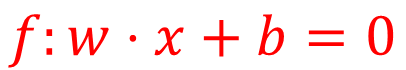 f: w · x + b = 0